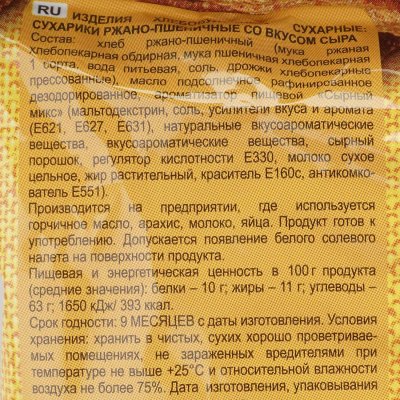 RU ИЗДЕЛИЯ ХЛЕБОБУ СУХАРНЫЕ.
СУХАРИКИ РЖАНО-ПШЕНИЧНЫЕ СО ВКУСОМ СЫРА
Состав: хлеб ржано-пшеничный (мука ржаная
хлебопекарная обдирная, мука пшеничная хлебопекарная
1 сорта, вода питьевая, соль, дрожжи хлебопекарные
прессованные), масло подсолнечное рафинированное
дезодорированное, ароматизатор пищевой «Сырный
микс» (мальтодекстрин, соль, усилители вкуса и аромата
(Е621, Е627, Е631), натуральные вкусоароматические
вещества, вкусоароматические вещества, сырный
порошок, регулятор кислотности Е330, молоко сухое
цельное, жир растительный, краситель Е160с, антикомко-
ватель Е551).
Производится на предприятии, где используется
горчичное масло, арахис, молоко, яйца. Продукт готов к
употреблению. Допускается появление белого солевого
налета на поверхности продукта.
Пищевая и энергетическая ценность в 100 г продукта
(средние значения): белки – 10 г; жиры – 11 г; углеводы –
63 г; 1650 кДж/ 393 ккал.
Срок годности: 9 МЕСЯЦЕВ с даты изготовления. Условия
хранения: хранить в чистых, сухих хорошо проветривае-
мых помещениях, не зараженных вредителями при
температуре не выше +25°С и относительной влажности
воздуха не более 75%. Дата изготовления, упаковывания